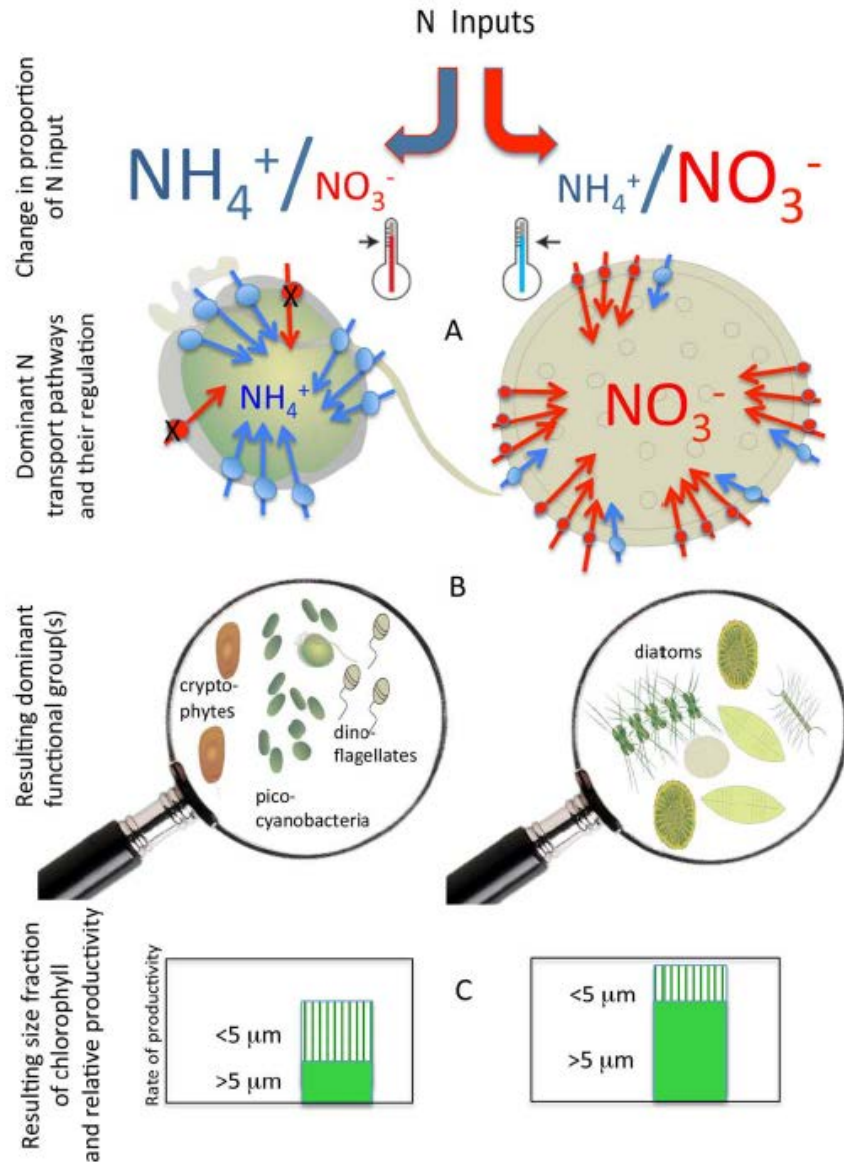 N Inputs
Change in proportion
of N input
NH₄⁺/NO₃⁻
NH₄⁺/NO₃⁻
Dominant N
transport pathways
and their regulation
A
X
X
NH₄⁺
NO₃⁻
Resulting dominant
functional group(s)
B
crypto-
phytes
dino-
flagellates
pico-
cyanobacteria
diattoms
Resulting size fraction
of chlorophyll
and relative productivity
Rate of productivity
<5 μm
>5 μm
C
<5 μm
>5 μm